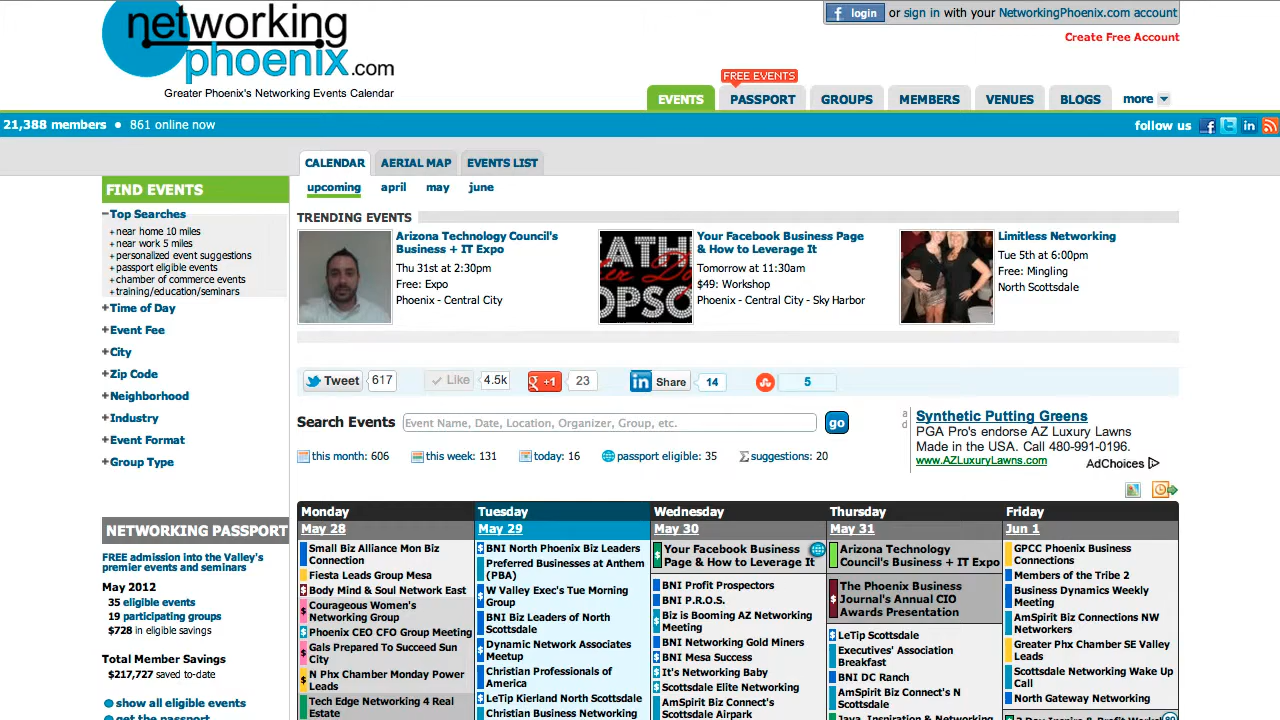 networking
phoenix.com
Greater Phoenix's Networking Events Calendar
f login or sign in with your NetworkingPhoenix.com account
Create Free Account
FREE EVENTS
EVENTS PASSPORT GROUPS MEMBERS VENUES BLOGS more
21,388 members • 861 online now
follow us
CALENDAR AERIAL MAP EVENTS LIST
upcoming april may june
FIND EVENTS
Top Searches
+near home 10 miles
+near work 5 miles
+personalized event suggestions
+passport eligible events
+chamber of commerce events
+training/education/seminars
+Time of Day
+Event Fee
+City
+Zip Code
+Neighborhood
+Industry
+Event Format
+Group Type
NETWORKING PASSPORT
FREE admission into the Valley's
premier events and seminars
May 2012
35 eligible events
19 participating groups
$728 in eligible savings
Total Member Savings
$217,727 saved to-date
show all eligible events
get the passport
TRENDING EVENTS
Arizona Technology Council's
Business + IT Expo
Thu 31st at 2:30pm
Free: Expo
Phoenix - Central City
Your Facebook Business Page
& How to Leverage It
Tomorrow at 11:30am
$49: Workshop
Phoenix - Central City - Sky Harbor
Limitless Networking
Tue 5th at 6:00pm
Free: Mingling
North Scottsdale
Tweet 617 Like 4.5k +1 23 in Share 14 5
Search Events Event Name, Date, Location, Organizer, Group, etc. go
this month: 606 this week: 131 today: 16 passport eligible: 35 suggestions: 20
ad
Synthetic Putting Greens
PGA Pro's endorse AZ Luxury Lawns
Made in the USA. Call 480-991-0196.
www.AZLuxuryLawns.com
AdChoices
Monday
May 28
Small Biz Alliance Mon Biz
Connection
Fiesta Leads Group Mesa
Body Mind & Soul Network East
Courageous Women's
Networking Group
Phoenix CEO CFO Group Meeting
Gals Prepared To Succeed Sun
City
N Phx Chamber Monday Power
Leads
Tech Edge Networking 4 Real
Estate
Tuesday
May 29
BNI North Phoenix Biz Leaders
Preferred Businesses at Anthem
(PBA)
W Valley Exec's Tue Morning
Group
BNI Biz Leaders of North
Scottsdale
Dynamic Network Associates
Meetup
Christian Professionals of
America
LeTip Kierland North Scottsdale
Christian Business Networking
Wednesday
May 30
Your Facebook Business
Page & How to Leverage It
BNI Profit Prospectors
BNI P.R.O.S.
Biz is Booming AZ Networking
Meeting
BNI Networking Gold Miners
BNI Mesa Success
It's Networking Baby
Scottsdale Elite Networking
AmSpirit Biz Connect's
Scottsdale Airpark
Thursday
May 31
Arizona Technology
Council's Business + IT Expo
The Phoenix Business
Journal's Annual CIO
Awards Presentation
LeTip Scottsdale
Executives' Association
Breakfast
BNI DC Ranch
AmSpirit Biz Connect's N
Scottsdale
Java, Inspiration & Networking
Friday
Jun 1
GPCC Phoenix Business
Connections
Members of the Tribe 2
Business Dynamics Weekly
Meeting
AmSpirit Biz Connections NW
Networkers
Greater Phx Chamber SE Valley
Leads
Scottsdale Networking Wake Up
Call
North Gateway Networking